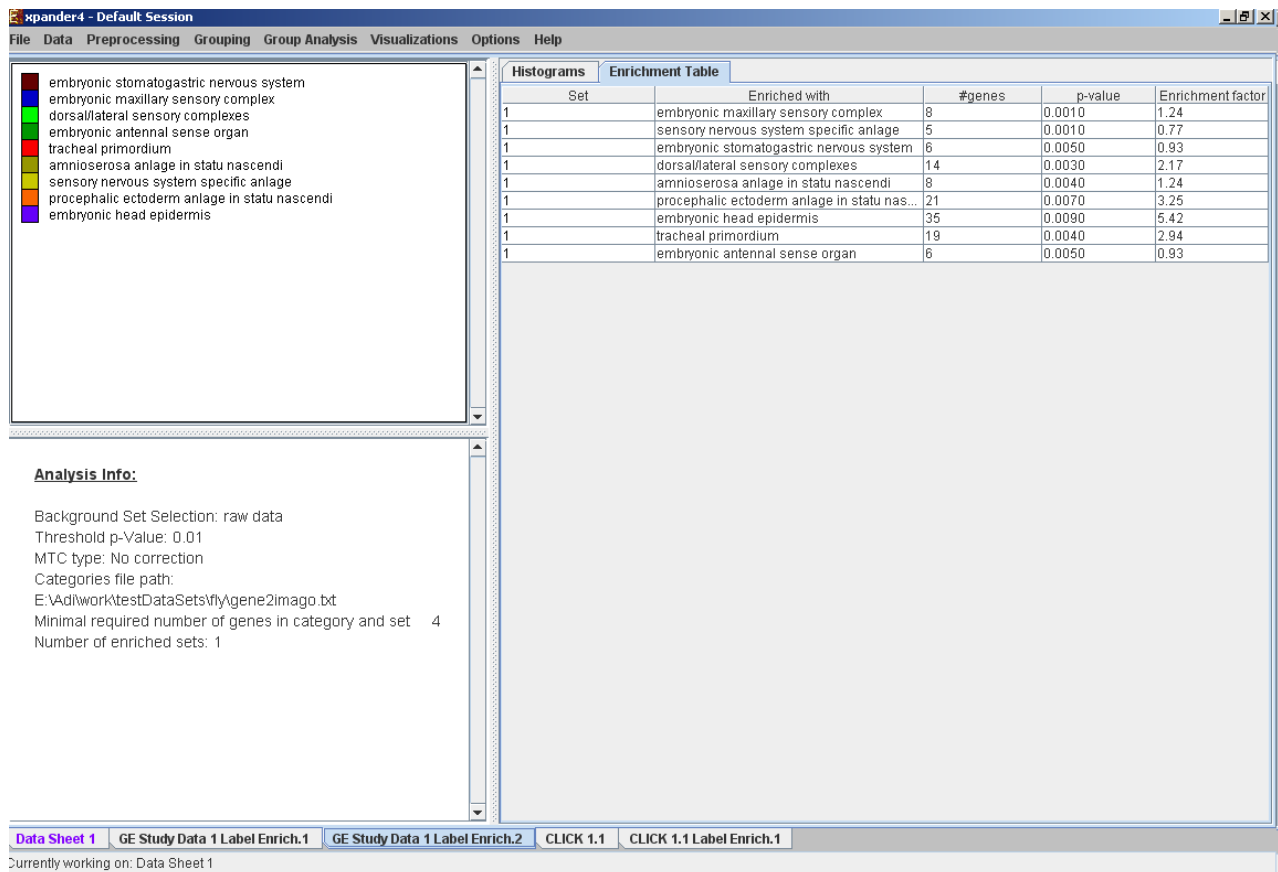 xpander4 - Default Session
File Data Preprocessing Grouping Group Analysis Visualizations Options Help
embryonic stomatogastric nervous system
embryonic maxillary sensory complex
dorsal/lateral sensory complexes
embryonic antennal sense organ
tracheal primordium
amnioserosa anlage in statu nascendi
sensory nervous system specific anlage
procephalic ectoderm anlage in statu nascendi
embryonic head epidermis
Analysis Info:
Background Set Selection: raw data
Threshold p-Value: 0.01
MTC type: No correction
Categories file path:
E:\Adi\work\testDataSets\fly\gene2imago.txt
Minimal required number of genes in category and set 4
Number of enriched sets: 1
Histograms Enrichment Table
Set Enriched with #genes p-value Enrichment factor
1 embryonic maxillary sensory complex 8 0.0010 1.24
1 sensory nervous system specific anlage 5 0.0010 0.77
1 embryonic stomatogastric nervous system 6 0.0050 0.93
1 dorsal/lateral sensory complexes 14 0.0030 2.17
1 amnioserosa anlage in statu nascendi 8 0.0040 1.24
1 procephalic ectoderm anlage in statu nas... 21 0.0070 3.25
1 embryonic head epidermis 35 0.0090 5.42
1 tracheal primordium 19 0.0040 2.94
1 embryonic antennal sense organ 6 0.0050 0.93
Data Sheet 1 GE Study Data 1 Label Enrich.1 GE Study Data 1 Label Enrich.2 CLICK 1.1 CLICK 1.1 Label Enrich.1
Currently working on: Data Sheet 1